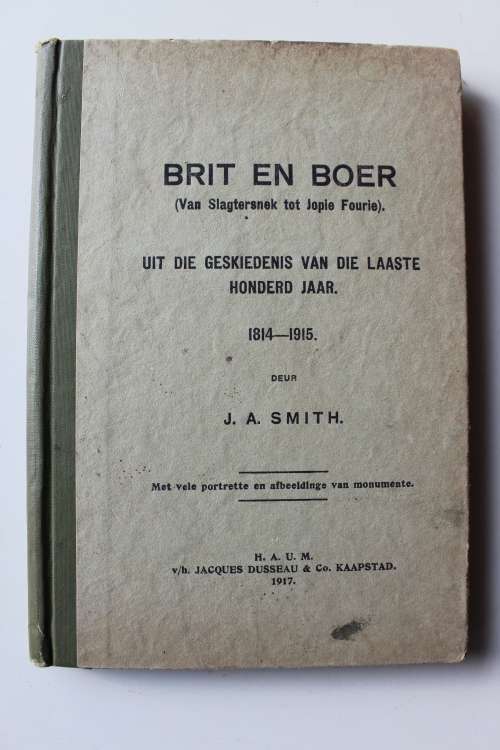 BRIT EN BOER
(Van Slagtersnek tot Jopie Fourie).
UIT DIE GESKIEDENIS VAN DIE LAASTE
HONDERD JAAR.
1814—1915.
DEUR
J. A. SMITH.
Met vele portrette en afbeeldinge van monumente.
H. A. U. M.
v/h. JACQUES DUSSEAU & Co. KAAPSTAD.
1917.